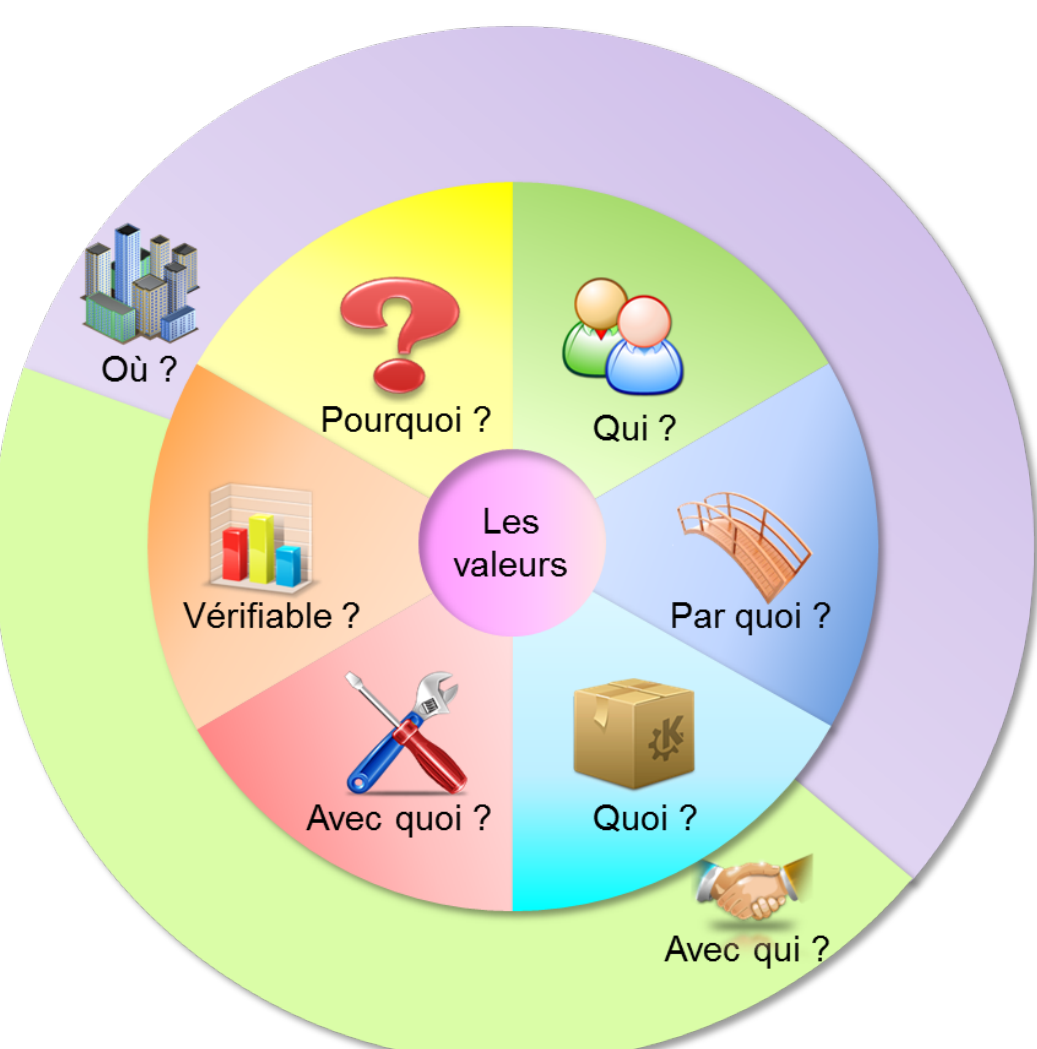 Où ?
Pourquoi ?
Qui ?
Les
valeurs
Vérifiable ?
Par quoi ?
Avec quoi ?
Quoi ?
Avec qui ?